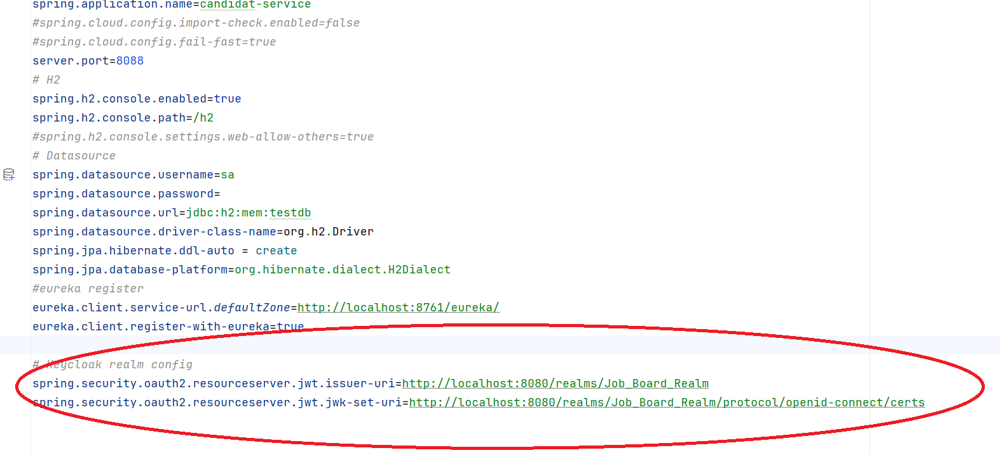 spring.application.name=candidat-service
#spring.cloud.config.import-check.enabled=false
#spring.cloud.config.fail-fast=true
server.port=8088
# H2
spring.h2.console.enabled=true
spring.h2.console.path=/h2
#spring.h2.console.settings.web-allow-others=true
# Datasource
spring.datasource.username=sa
spring.datasource.password=
spring.datasource.url=jdbc:h2:mem:testdb
spring.datasource.driver-class-name=org.h2.Driver
spring.jpa.hibernate.ddl-auto = create
spring.jpa.database-platform=org.hibernate.dialect.H2Dialect
#eureka register
eureka.client.service-url.defaultZone=http://localhost:8761/eureka/
eureka.client.register-with-eureka=true
# Keycloak realm config
spring.security.oauth2.resourceserver.jwt.issuer-uri=http://localhost:8080/realms/Job_Board_Realm
spring.security.oauth2.resourceserver.jwt.jwk-set-uri=http://localhost:8080/realms/Job_Board_Realm/protocol/openid-connect/certs